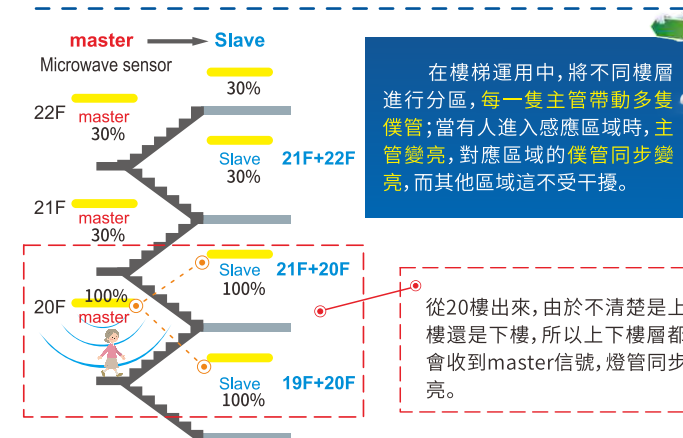 master Slave
Microwave sensor
30%
22F master
30%
Slave 21F+22F
30%
21F master
30%
Slave 21F+20F
100%
20F 100%
master
Slave 19F+20F
100%
在樓梯運用中，將不同樓層
進行分區，每一隻主管帶動多隻
僕管；當有人進入感應區域時，主
管變亮，對應區域的僕管同步變
亮，而其他區域這不受干擾。
從20樓出來，由於不清楚是上
樓還是下樓，所以上下樓層都
會收到master信號，燈管同步
亮。